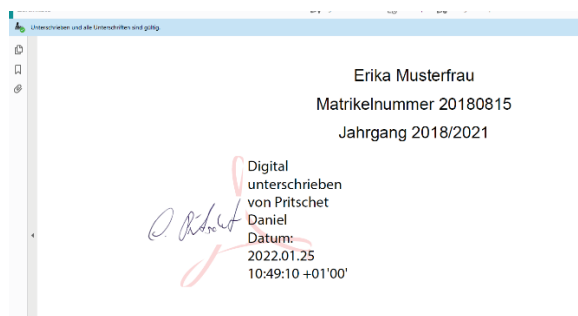 Unterschrieben und alle Unterschriften sind gültig.
Erika Musterfrau
Matrikelnummer 20180815
Jahrgang 2018/2021
Digital
unterschrieben
von Pritschet
Daniel
Datum:
2022.01.25
10:49:10 +01'00'
D. Pritschet